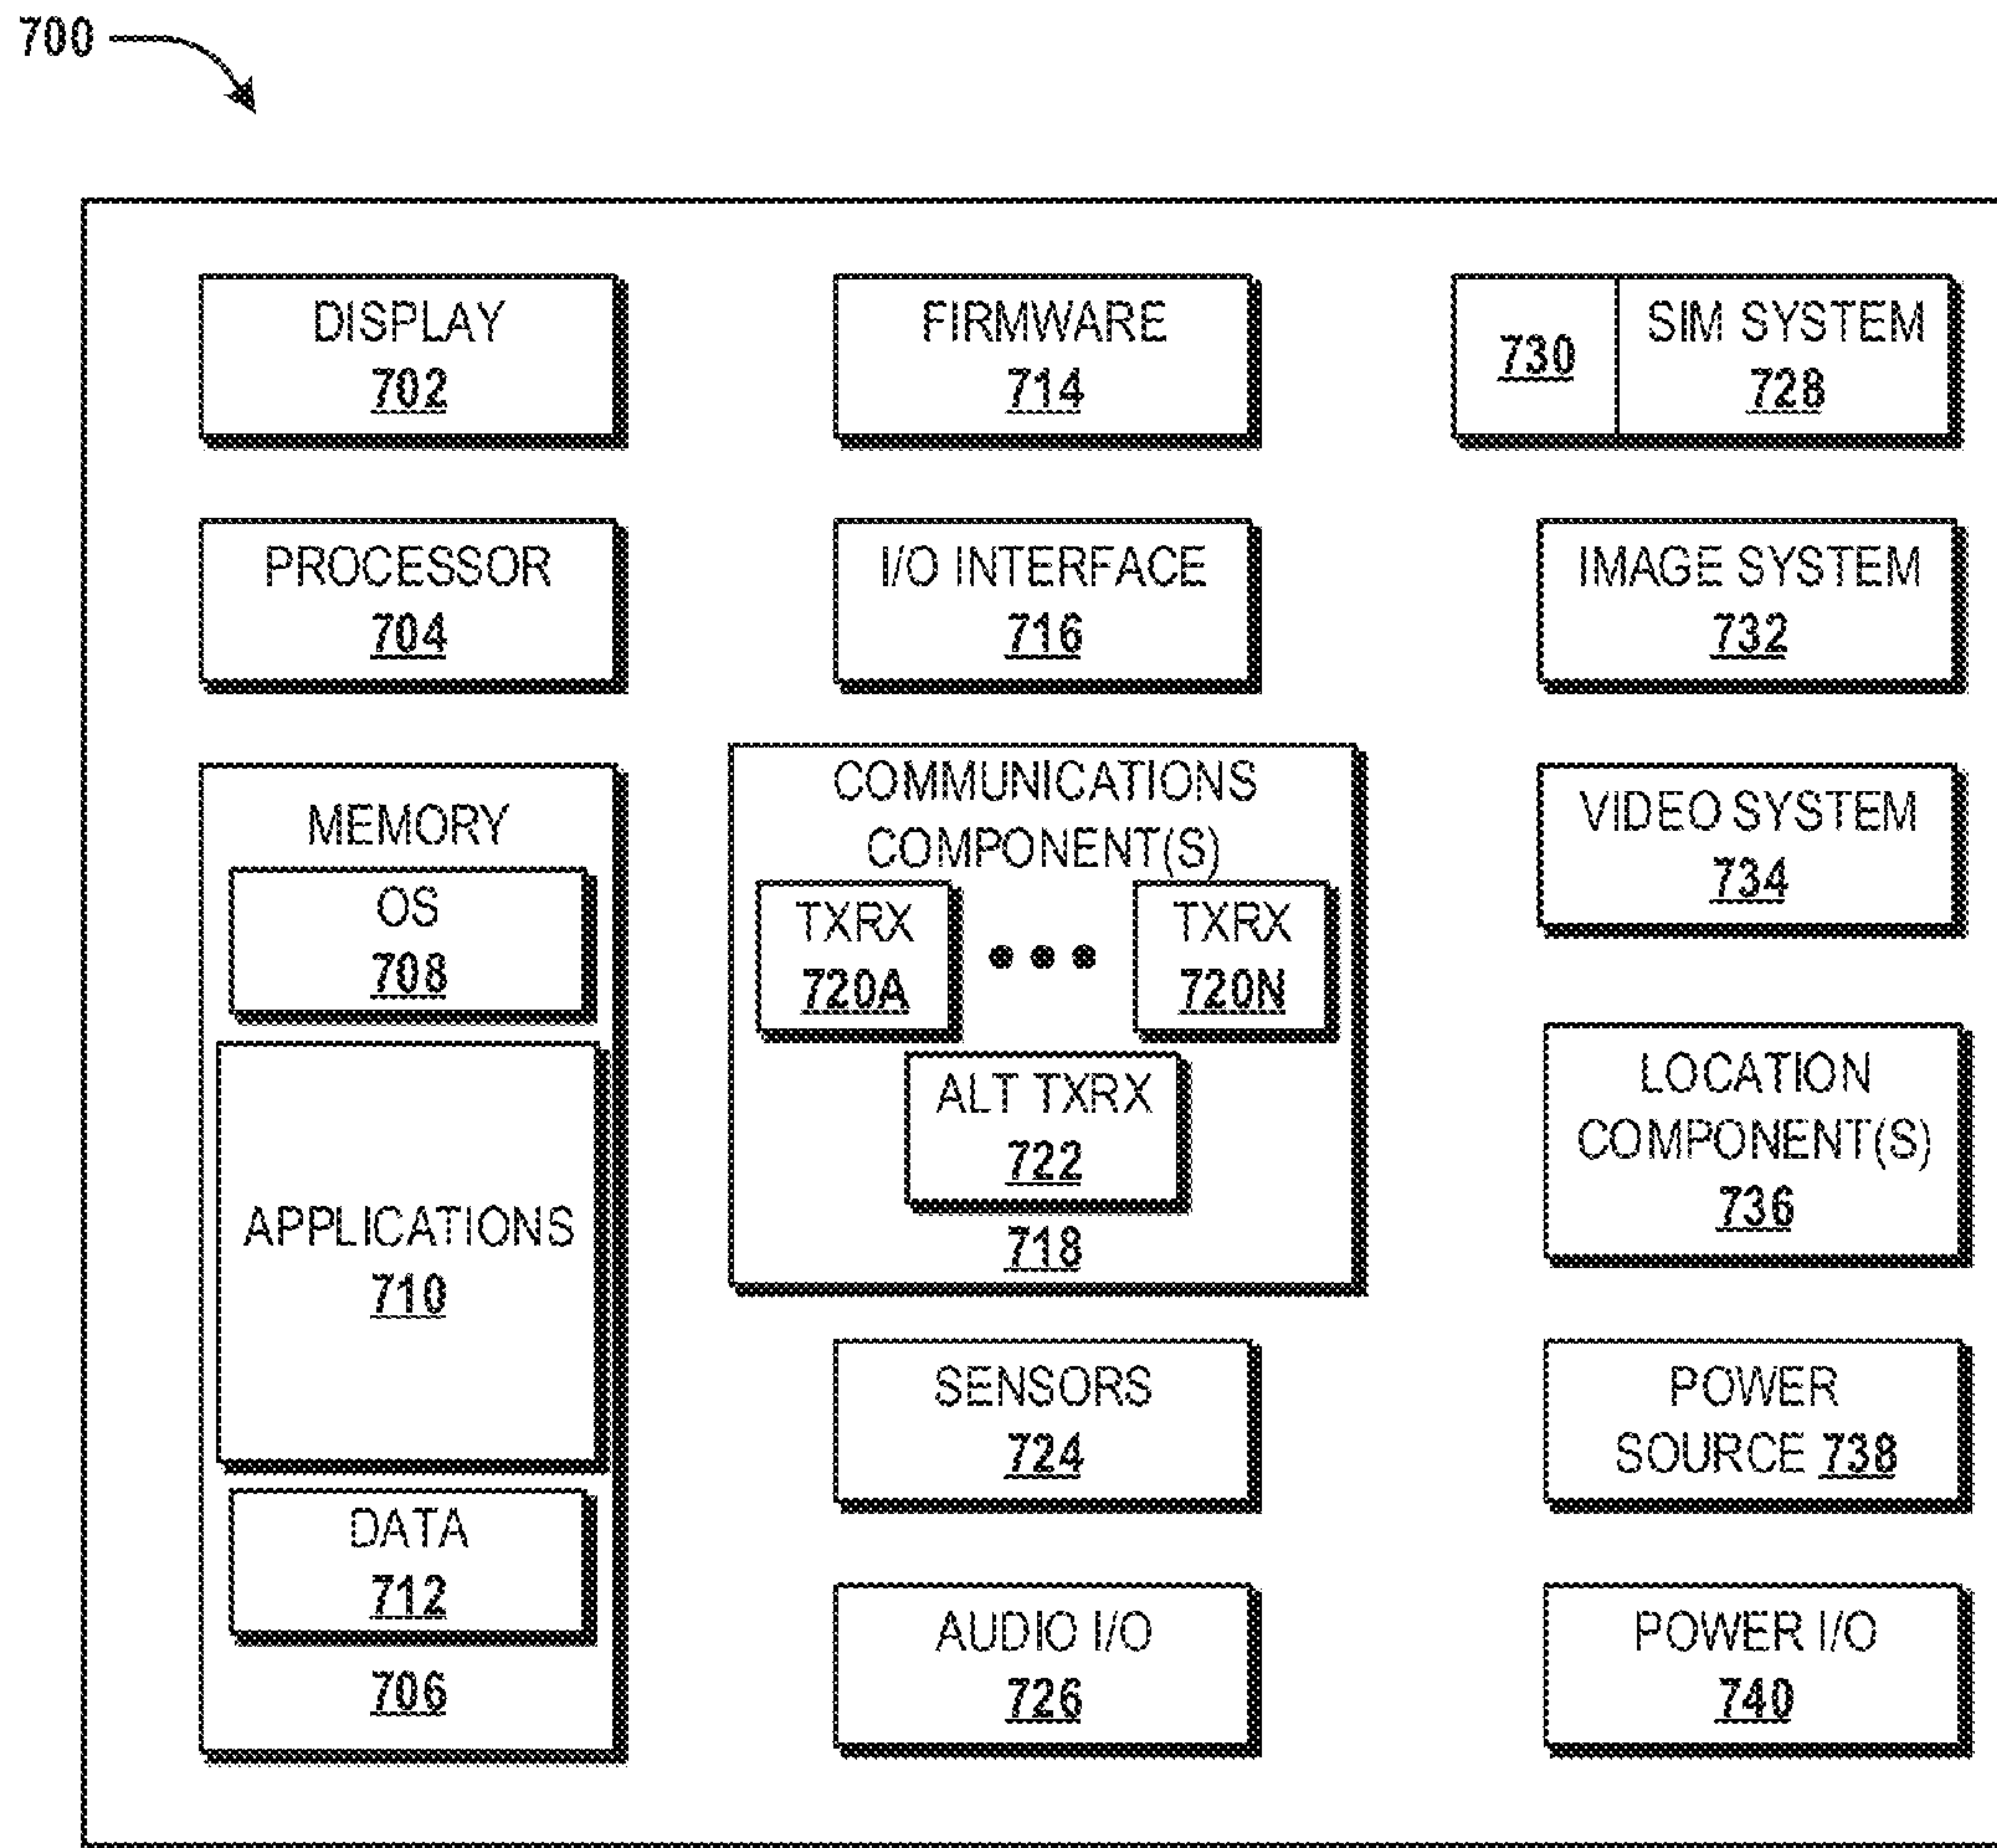 700
DISPLAY
702
PROCESSOR
704
MEMORY
OS
708
APPLICATIONS
710
DATA
712
706
FIRMWARE
714
I/O INTERFACE
716
COMMUNICATIONS
COMPONENT(S)
TXRX
720A
TXRX
720N
ALT TXRX
722
718
SENSORS
724
AUDIO I/O
726
730
SIM SYSTEM
728
IMAGE SYSTEM
732
VIDEO SYSTEM
734
LOCATION
COMPONENT(S)
736
POWER
SOURCE 738
POWER I/O
740